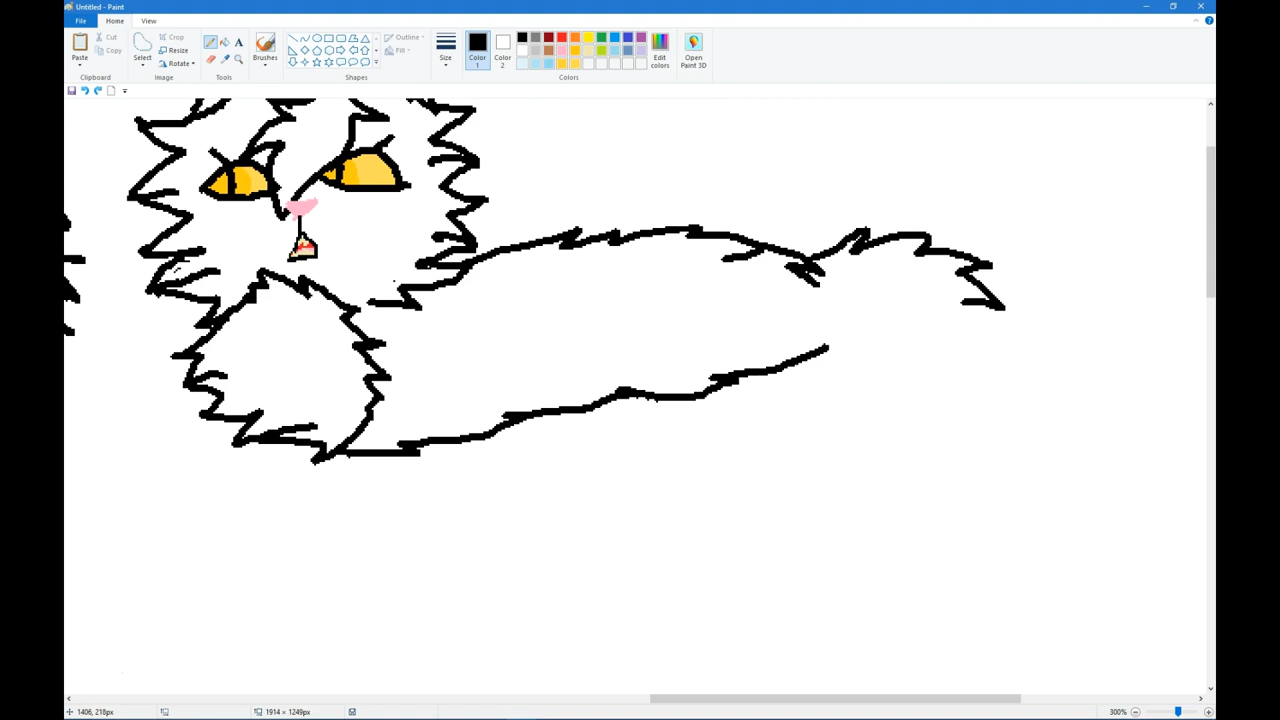 Untitled - Paint
File Home View
Paste
Cut
Copy
Clipboard
Select
Crop
Resize
Rotate
Image
A
Tools
Brushes
Outline
Fill
Shapes
Size
Color 1
Color 2
Edit colors
Colors
Open Paint 3D
1406, 218px
1914 × 1249px
300%